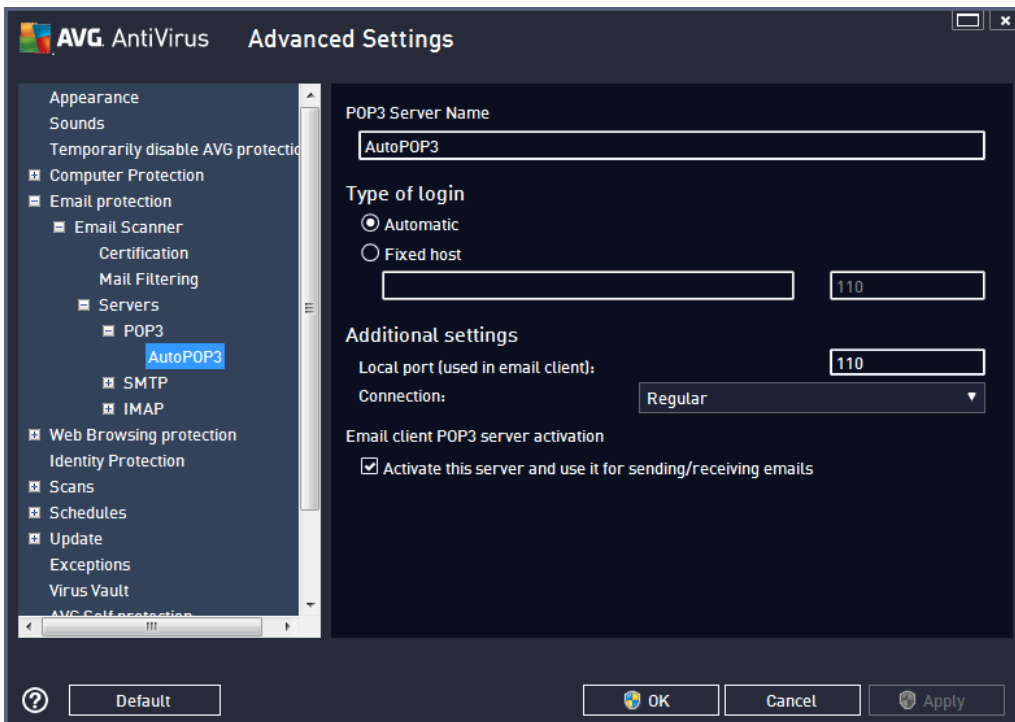 AVG AntiVirus Advanced Settings
Appearance
Sounds
Temporarily disable AVG protectio
Computer Protection
Email protection
Email Scanner
Certification
Mail Filtering
Servers
POP3
AutoPOP3
SMTP
IMAP
Web Browsing protection
Identity Protection
Scans
Schedules
Update
Exceptions
Virus Vault
AVG Self protection
POP3 Server Name
AutoPOP3
Type of login
Automatic
Fixed host
110
Additional settings
Local port (used in email client):
110
Connection:
Regular
Email client POP3 server activation
Activate this server and use it for sending/receiving emails
?
Default
OK
Cancel
Apply